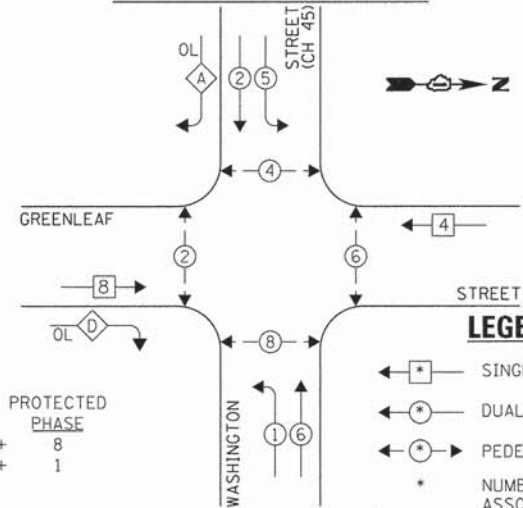 STREET
(CH 45)
OL
A
2
5
N
4
GREENLEAF
4
2
6
8
STREET
OL
D
8
LEGE
* SINGL
PROTECTED
PHASE
* DUAL
+ 8
+ 1
1
6
* PEDE
WASHINGTON
* NUMB
ASSO